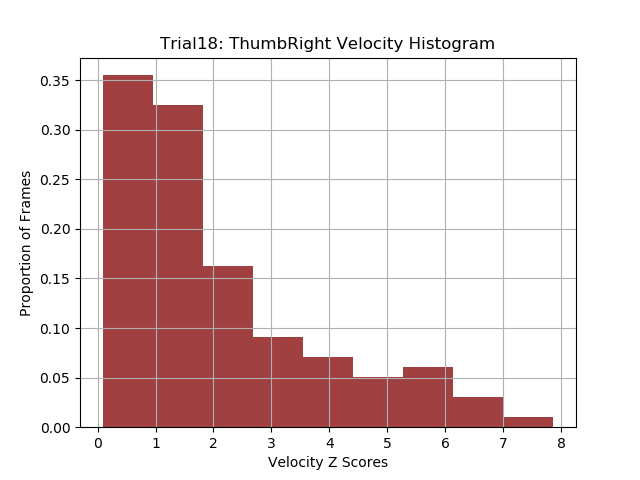 Trial18: ThumbRight Velocity Histogram
Proportion of Frames
0.35
0.30
0.25
0.20
0.15
0.10
0.05
0.00
0 1 2 3 4 5 6 7 8
Velocity Z Scores